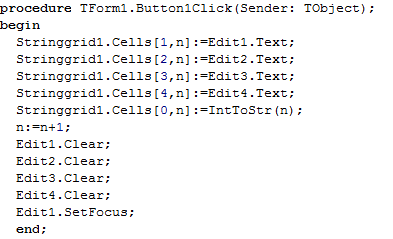 procedure TForm1.Button1Click(Sender: TObject);
begin
  Stringgrid1.Cells[1,n]:=Edit1.Text;
  Stringgrid1.Cells[2,n]:=Edit2.Text;
  Stringgrid1.Cells[3,n]:=Edit3.Text;
  Stringgrid1.Cells[4,n]:=Edit4.Text;
  Stringgrid1.Cells[0,n]:=IntToStr(n);
  n:=n+1;
  Edit1.Clear;
  Edit2.Clear;
  Edit3.Clear;
  Edit4.Clear;
  Edit1.SetFocus;
  end;